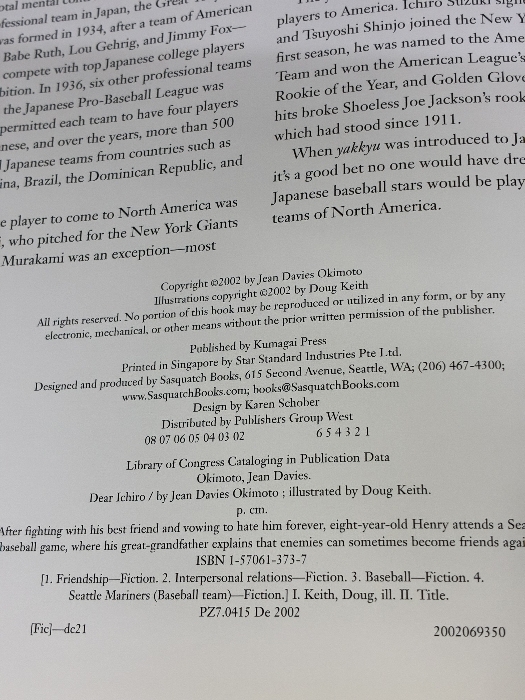 fessional team in Japan, the Great
was formed in 1934, after a team of American
Babe Ruth, Lou Gehrig, and Jimmy Fox—
compete with top Japanese college players
bition. In 1936, six other professional teams
the Japanese Pro-Baseball League was
permitted each team to have four players
nese, and over the years, more than 500
Japanese teams from countries such as
ina, Brazil, the Dominican Republic, and
e player to come to North America was
, who pitched for the New York Giants
Murakami was an exception—most
players to America. Ichiro Suzuki
and Tsuyoshi Shinjo joined the New Y
first season, he was named to the Ame
Team and won the American League's
Rookie of the Year, and Golden Glove
hits broke Shoeless Joe Jackson's rook
which had stood since 1911.
When yakkyu was introduced to Ja
it's a good bet no one would have dre
Japanese baseball stars would be play
teams of North America.
Copyright ©2002 by Jean Davies Okimoto
Illustrations copyright ©2002 by Doug Keith
All rights reserved. No portion of this book may be reproduced or utilized in any form, or by any
electronic, mechanical, or other means without the prior written permission of the publisher.
Published by Kumagai Press
Printed in Singapore by Star Standard Industries Pte Ltd.
Designed and produced by Sasquatch Books, 615 Second Avenue, Seattle, WA; (206) 467-4300;
www.SasquatchBooks.com; books@SasquatchBooks.com
Design by Karen Schober
Distributed by Publishers Group West
08 07 06 05 04 03 02 6 5 4 3 2 1
Library of Congress Cataloging in Publication Data
Okimoto, Jean Davies.
Dear Ichiro / by Jean Davies Okimoto ; illustrated by Doug Keith.
p. cm.
After fighting with his best friend and vowing to hate him forever, eight-year-old Henry attends a Sea
baseball game, where his great-grandfather explains that enemies can sometimes become friends agai
ISBN 1-57061-373-7
[1. Friendship—Fiction. 2. Interpersonal relations—Fiction. 3. Baseball—Fiction. 4.
Seattle Mariners (Baseball team)—Fiction.] I. Keith, Doug, ill. II. Title.
PZ7.0415 De 2002
[Fic]—dc21 2002069350